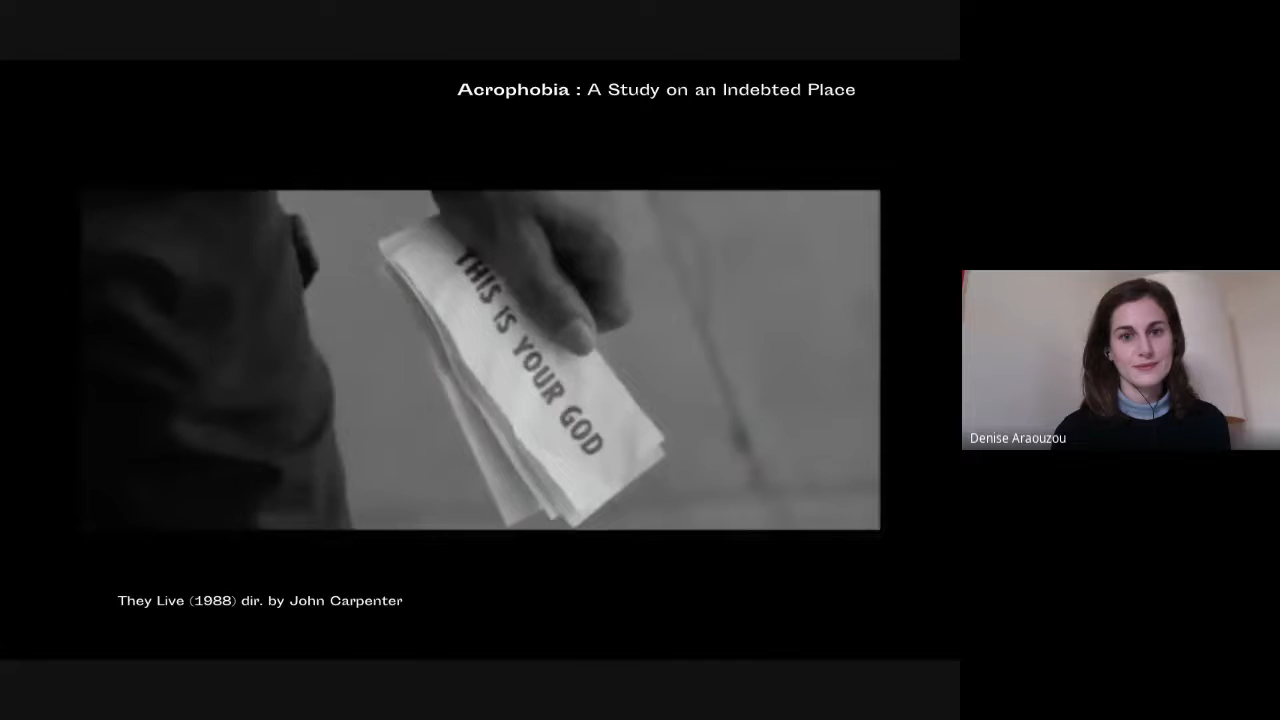 Acrophobia : A Study on an Indebted Place
THIS IS YOUR GOD
Denise Araouzou
They Live (1988) dir. by John Carpenter